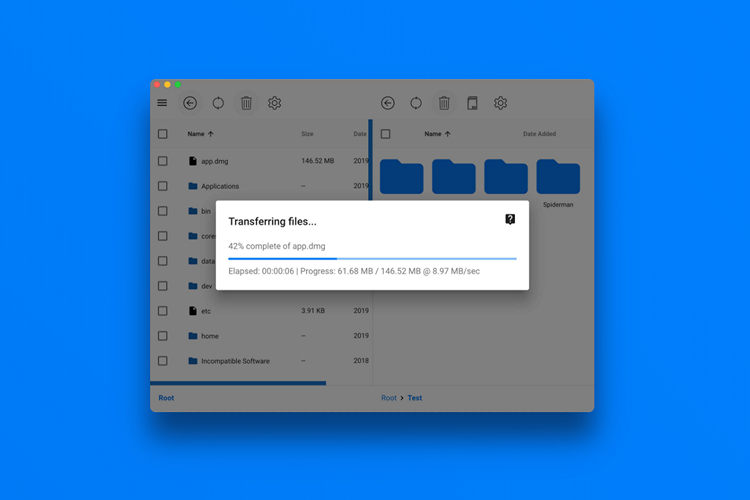 Name ↑ Size Date
Name ↑ Date Added
app.dmg 146.52 MB 2019
Applications -- 2019
bin
Spiderman
Transferring files...
42% complete of app.dmg
Elapsed: 00:00:06 | Progress: 61.68 MB / 146.52 MB @ 8.97 MB/sec
cores
data
dev
etc 3.91 KB 2019
home -- 2019
Incompatible Software -- 2018
Root
Root > Test